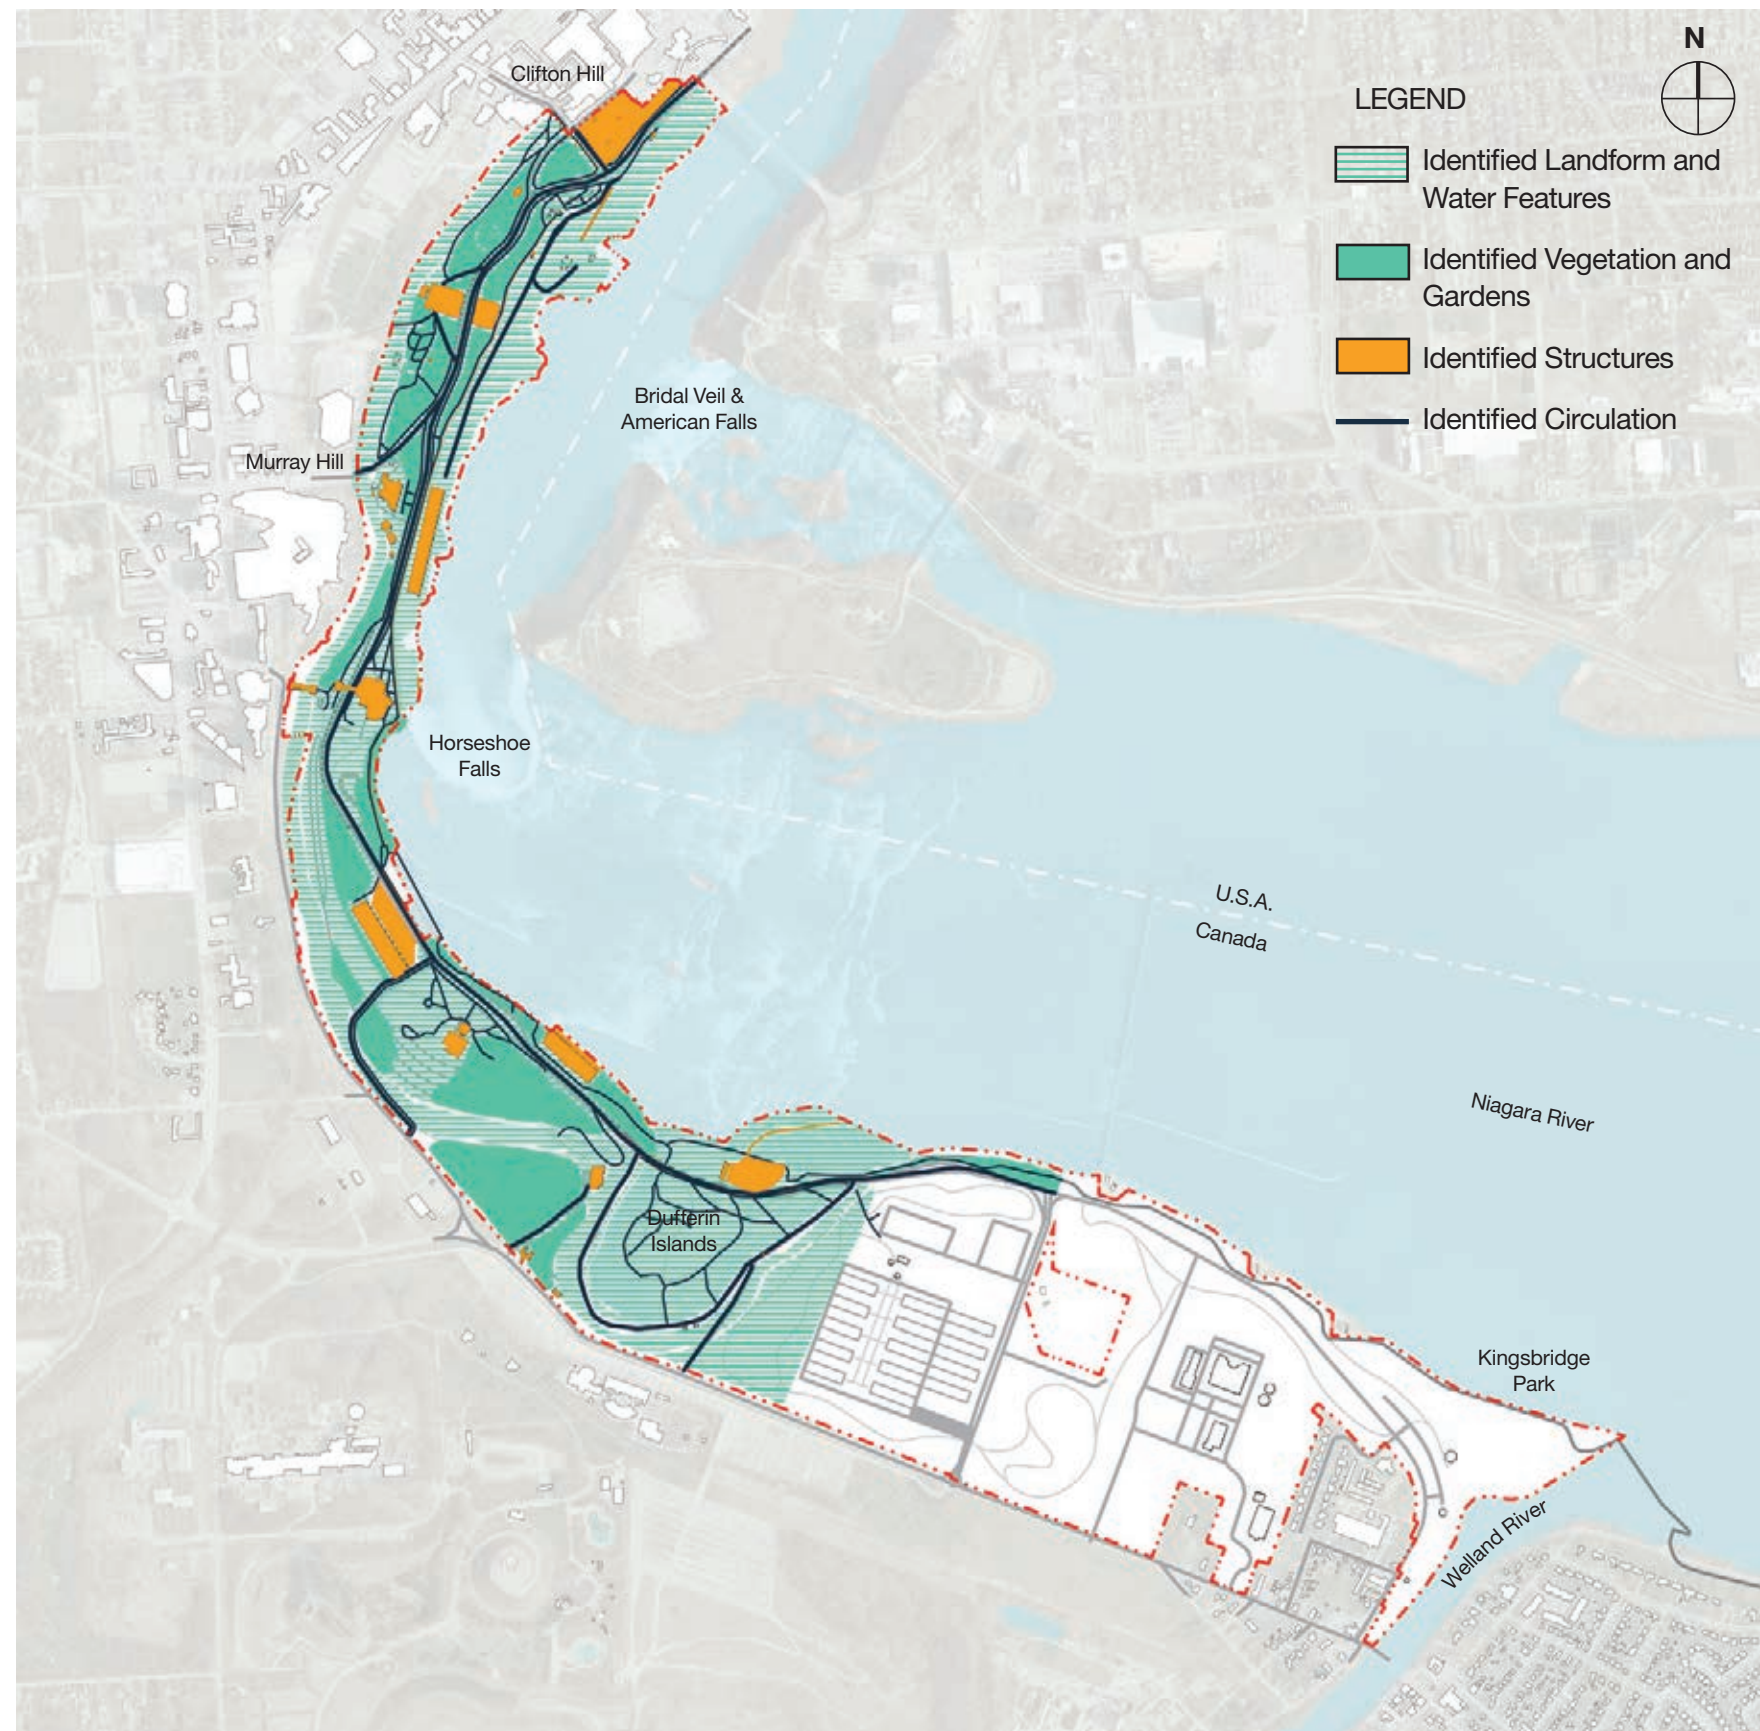 N
LEGEND
Identified Landform and
Water Features
Identified Vegetation and
Gardens
Identified Structures
Identified Circulation
Clifton Hill
Bridal Veil &
American Falls
Murray Hill
Horseshoe
Falls
U.S.A.
Canada
Niagara River
Dufferin
Islands
Kingsbridge
Park
Welland River